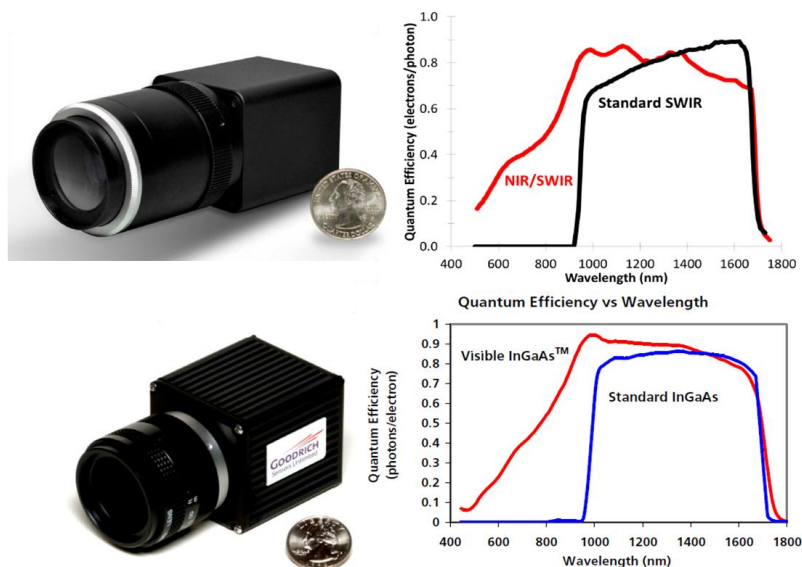 Quantum Efficiency (electrons/photon)
1.0
0.8
0.6
0.4
0.2
0.0
Standard SWIR
NIR/SWIR
400 600 800 1000 1200 1400 1600 1800
Wavelength (nm)
GOODRICH
Sensors Unlimited
Quantum Efficiency vs Wavelength
Quantum Efficiency
(photons/electron)
1
0.9
0.8
0.7
0.6
0.5
0.4
0.3
0.2
0.1
0
Visible InGaAs™
Standard InGaAs
400 600 800 1000 1200 1400 1600 1800
Wavelength (nm)